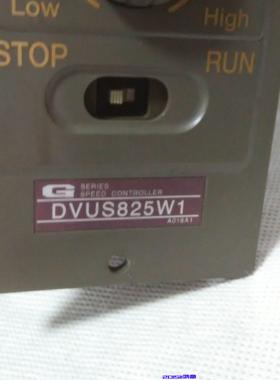 Low High
STOP RUN
G SERIES
SPEED CONTROLLER
DVUS825W1
A018A1